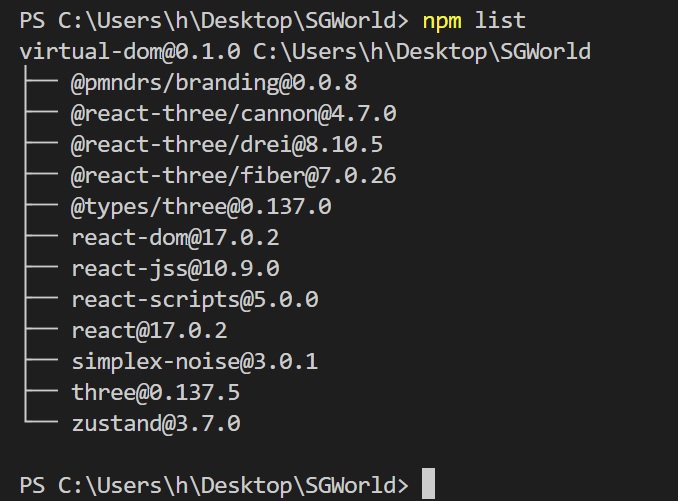 PS C:\Users\h\Desktop\SGWorld> npm list
virtual-dom@0.1.0 C:\Users\h\Desktop\SGWorld
├── @pmndrs/branding@0.0.8
├── @react-three/cannon@4.7.0
├── @react-three/drei@8.10.5
├── @react-three/fiber@7.0.26
├── @types/three@0.137.0
├── react-dom@17.0.2
├── react-jss@10.9.0
├── react-scripts@5.0.0
├── react@17.0.2
├── simplex-noise@3.0.1
├── three@0.137.5
└── zustand@3.7.0
PS C:\Users\h\Desktop\SGWorld>